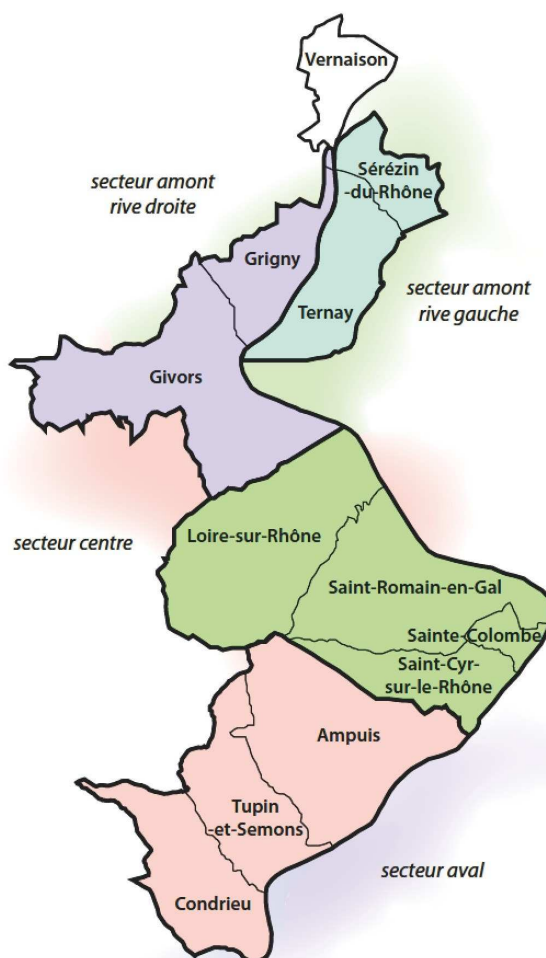 Vernaison
Sérézin
-du-Rhône
secteur amont
rive droite
Grigny
secteur amont
rive gauche
Ternay
Givors
Loire-sur-Rhône
secteur centre
Saint-Romain-en-Gal
Sainte-Colombe
Saint-Cyr-
sur-le-Rhône
Ampuis
Tupin
-et-Semons
secteur aval
Condrieu